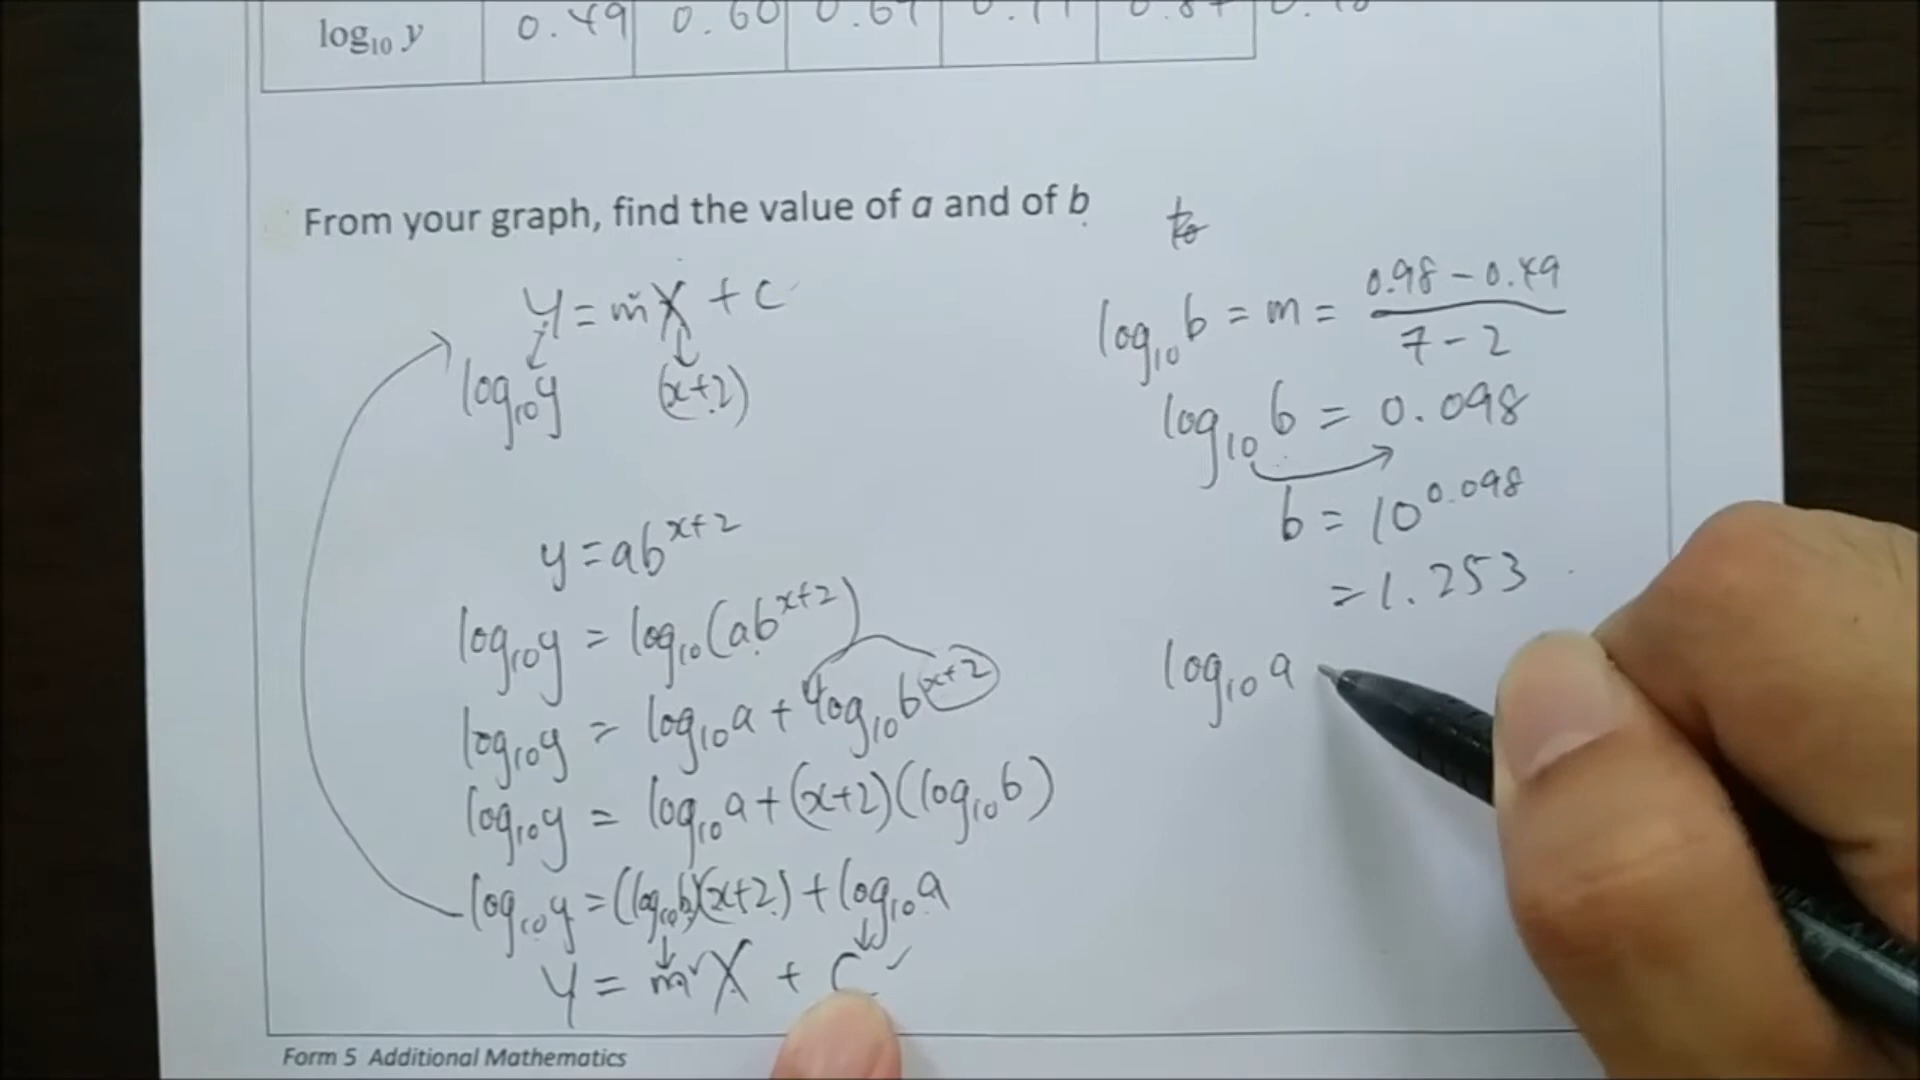 log₁₀ y 0.49 0.60
From your graph, find the value of a and of b
Y = mX + C
log₁₀y (x+2)
y = ab^(x+2)
log₁₀y = log₁₀(ab^(x+2))
log₁₀y = log₁₀a + log₁₀b^(x+2)
log₁₀y = log₁₀a + (x+2)(log₁₀b)
log₁₀y = (log₁₀b)(x+2) + log₁₀a
Y = mX + C
log₁₀b = m = (0.98 - 0.49)/(7 - 2)
log₁₀b = 0.098
b = 10^0.098
= 1.253
log₁₀a
Form 5 Additional Mathematics